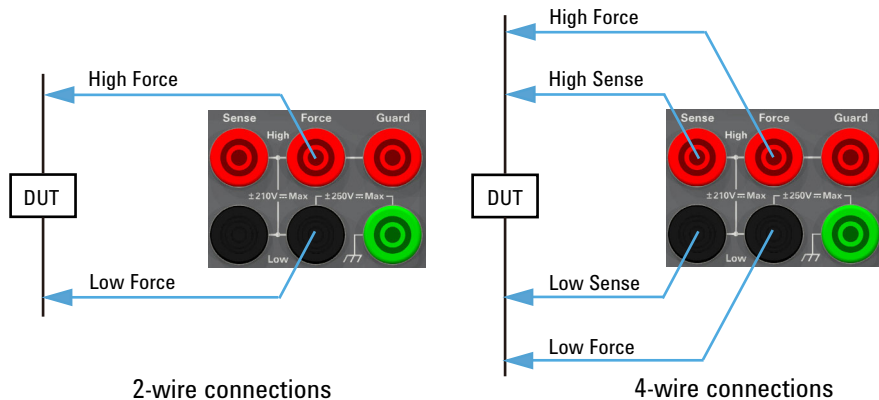 High Force
Sense Force Guard
High
±210V⎓Max ±250V⎓Max
Low
DUT
Low Force
2-wire connections
High Force
High Sense
Sense Force Guard
High
±210V⎓Max ±250V⎓Max
Low
DUT
Low Sense
Low Force
4-wire connections